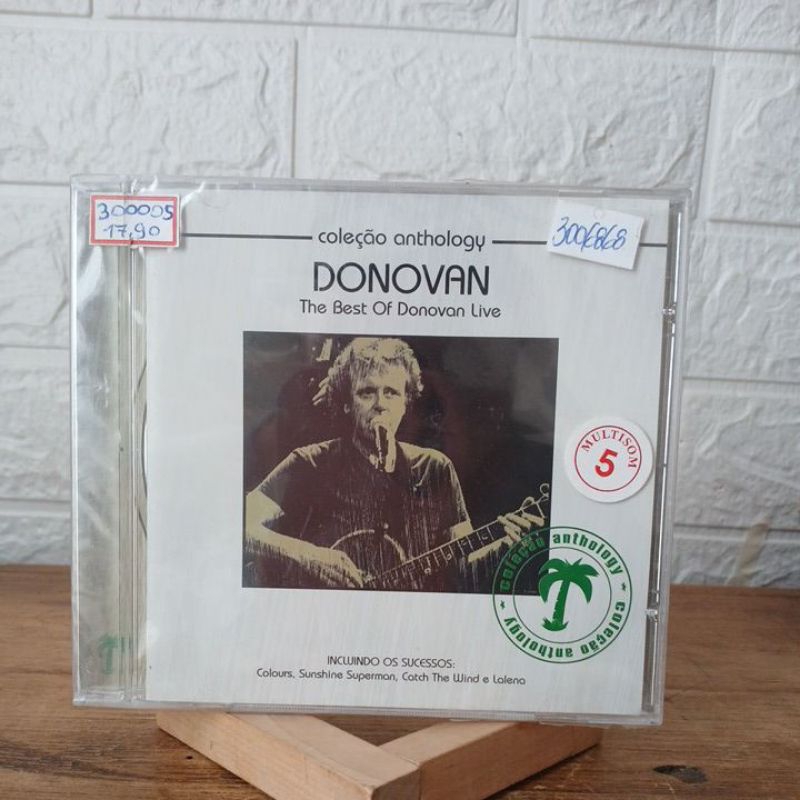 300005
17,90
coleção anthology
3006868
DONOVAN
The Best Of Donovan Live
MULTISOM
5
coleção anthology * coleção anthology *
INCLUINDO OS SUCESSOS:
Colours, Sunshine Superman, Catch The Wind e Lalena